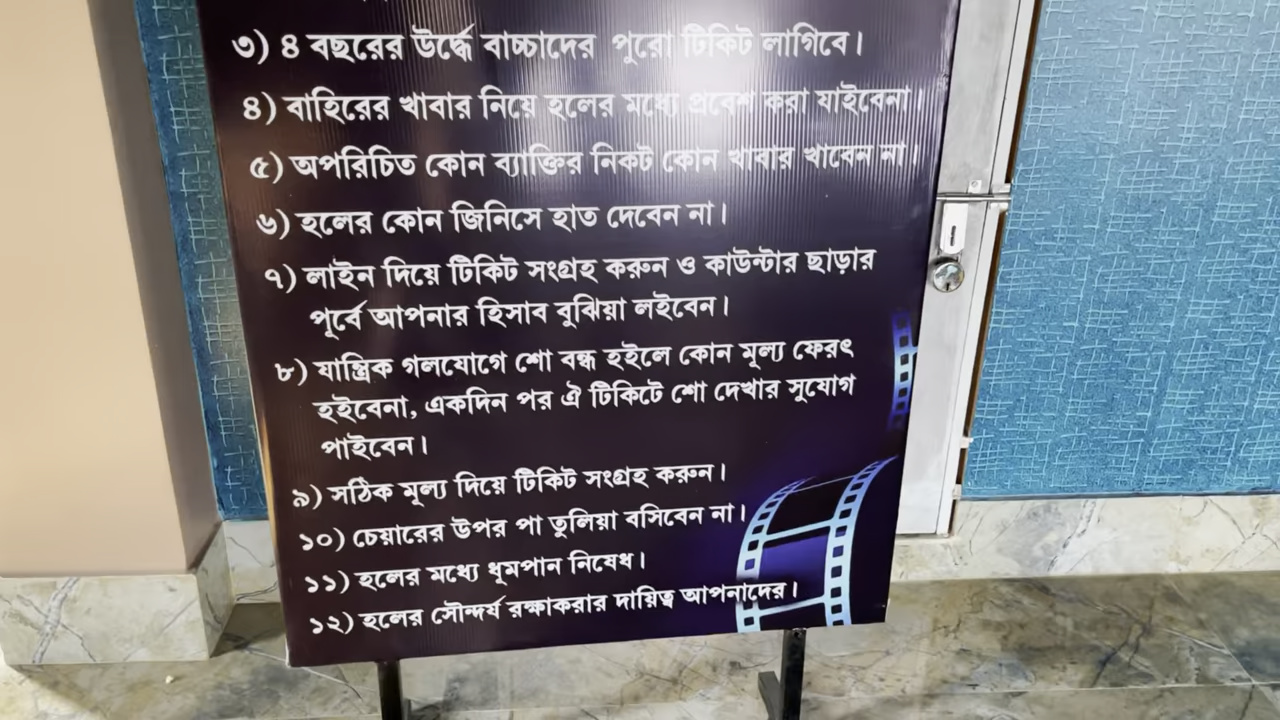 ৩) ৪ বছরের উর্দ্ধে বাচ্চাদের পুরো টিকিট লাগিবে।
৪) বাহিরের খাবার নিয়ে হলের মধ্যে প্রবেশ করা যাইবেনা।
৫) অপরিচিত কোন ব্যাক্তির নিকট কোন খাবার খাবেন না।
৬) হলের কোন জিনিসে হাত দেবেন না।
৭) লাইন দিয়ে টিকিট সংগ্রহ করুন ও কাউন্টার ছাড়ার
পূর্বে আপনার হিসাব বুঝিয়া লইবেন।
৮) যান্ত্রিক গলযোগে শো বন্ধ হইলে কোন মূল্য ফেরৎ
হইবেনা, একদিন পর ঐ টিকিটে শো দেখার সুযোগ
পাইবেন।
৯) সঠিক মূল্য দিয়ে টিকিট সংগ্রহ করুন।
১০) চেয়ারের উপর পা তুলিয়া বসিবেন না।
১১) হলের মধ্যে ধূমপান নিষেধ।
১২) হলের সৌন্দর্য রক্ষাকরার দায়িত্ব আপনাদের।